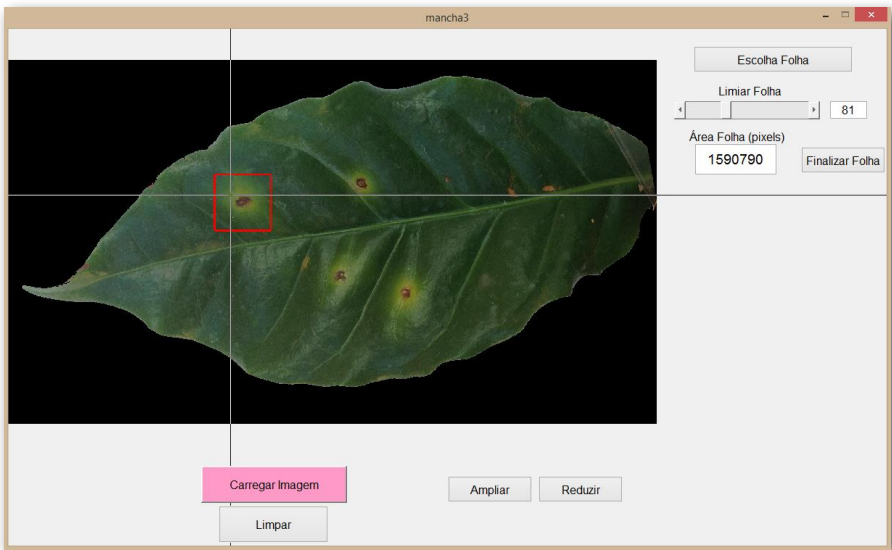 mancha3
Escolha Folha
Limiar Folha
81
Área Folha (pixels)
1590790
Finalizar Folha
Carregar Imagem
Ampliar
Reduzir
Limpar